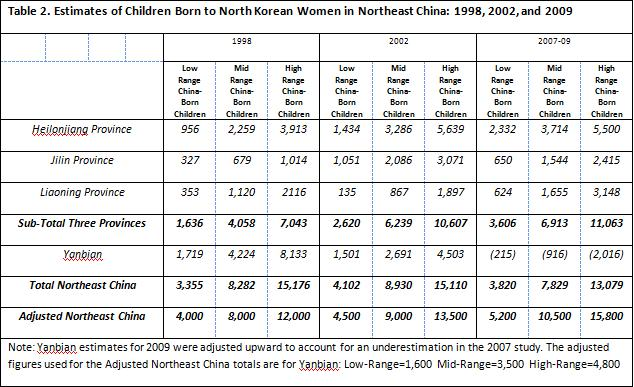 Table 2. Estimates of Children Born to North Korean Women in Northeast China: 1998, 2002, and 2009
1998 2002 2007-09
Low Range China-Born Children Mid Range China-Born Children High Range China-Born Children Low Range China-Born Children Mid Range China-Born Children High Range China-Born Children Low Range China-Born Children Mid Range China-Born Children High Range China-Born Children
Heilonjiang Province 956 2,259 3,913 1,434 3,286 5,639 2,332 3,714 5,500
Jilin Province 327 679 1,014 1,051 2,086 3,071 650 1,544 2,415
Liaoning Province 353 1,120 2116 135 867 1,897 624 1,655 3,148
Sub-Total Three Provinces 1,636 4,058 7,043 2,620 6,239 10,607 3,606 6,913 11,063
Yanbian 1,719 4,224 8,133 1,501 2,691 4,503 (215) (916) (2,016)
Total Northeast China 3,355 8,282 15,176 4,102 8,930 15,110 3,820 7,829 13,079
Adjusted Northeast China 4,000 8,000 12,000 4,500 9,000 13,500 5,200 10,500 15,800
Note: Yanbian estimates for 2009 were adjusted upward to account for an underestimation in the 2007 study. The adjusted
figures used for the Adjusted Northeast China totals are for Yanbian: Low-Range=1,600 Mid-Range=3,500 High-Range=4,800